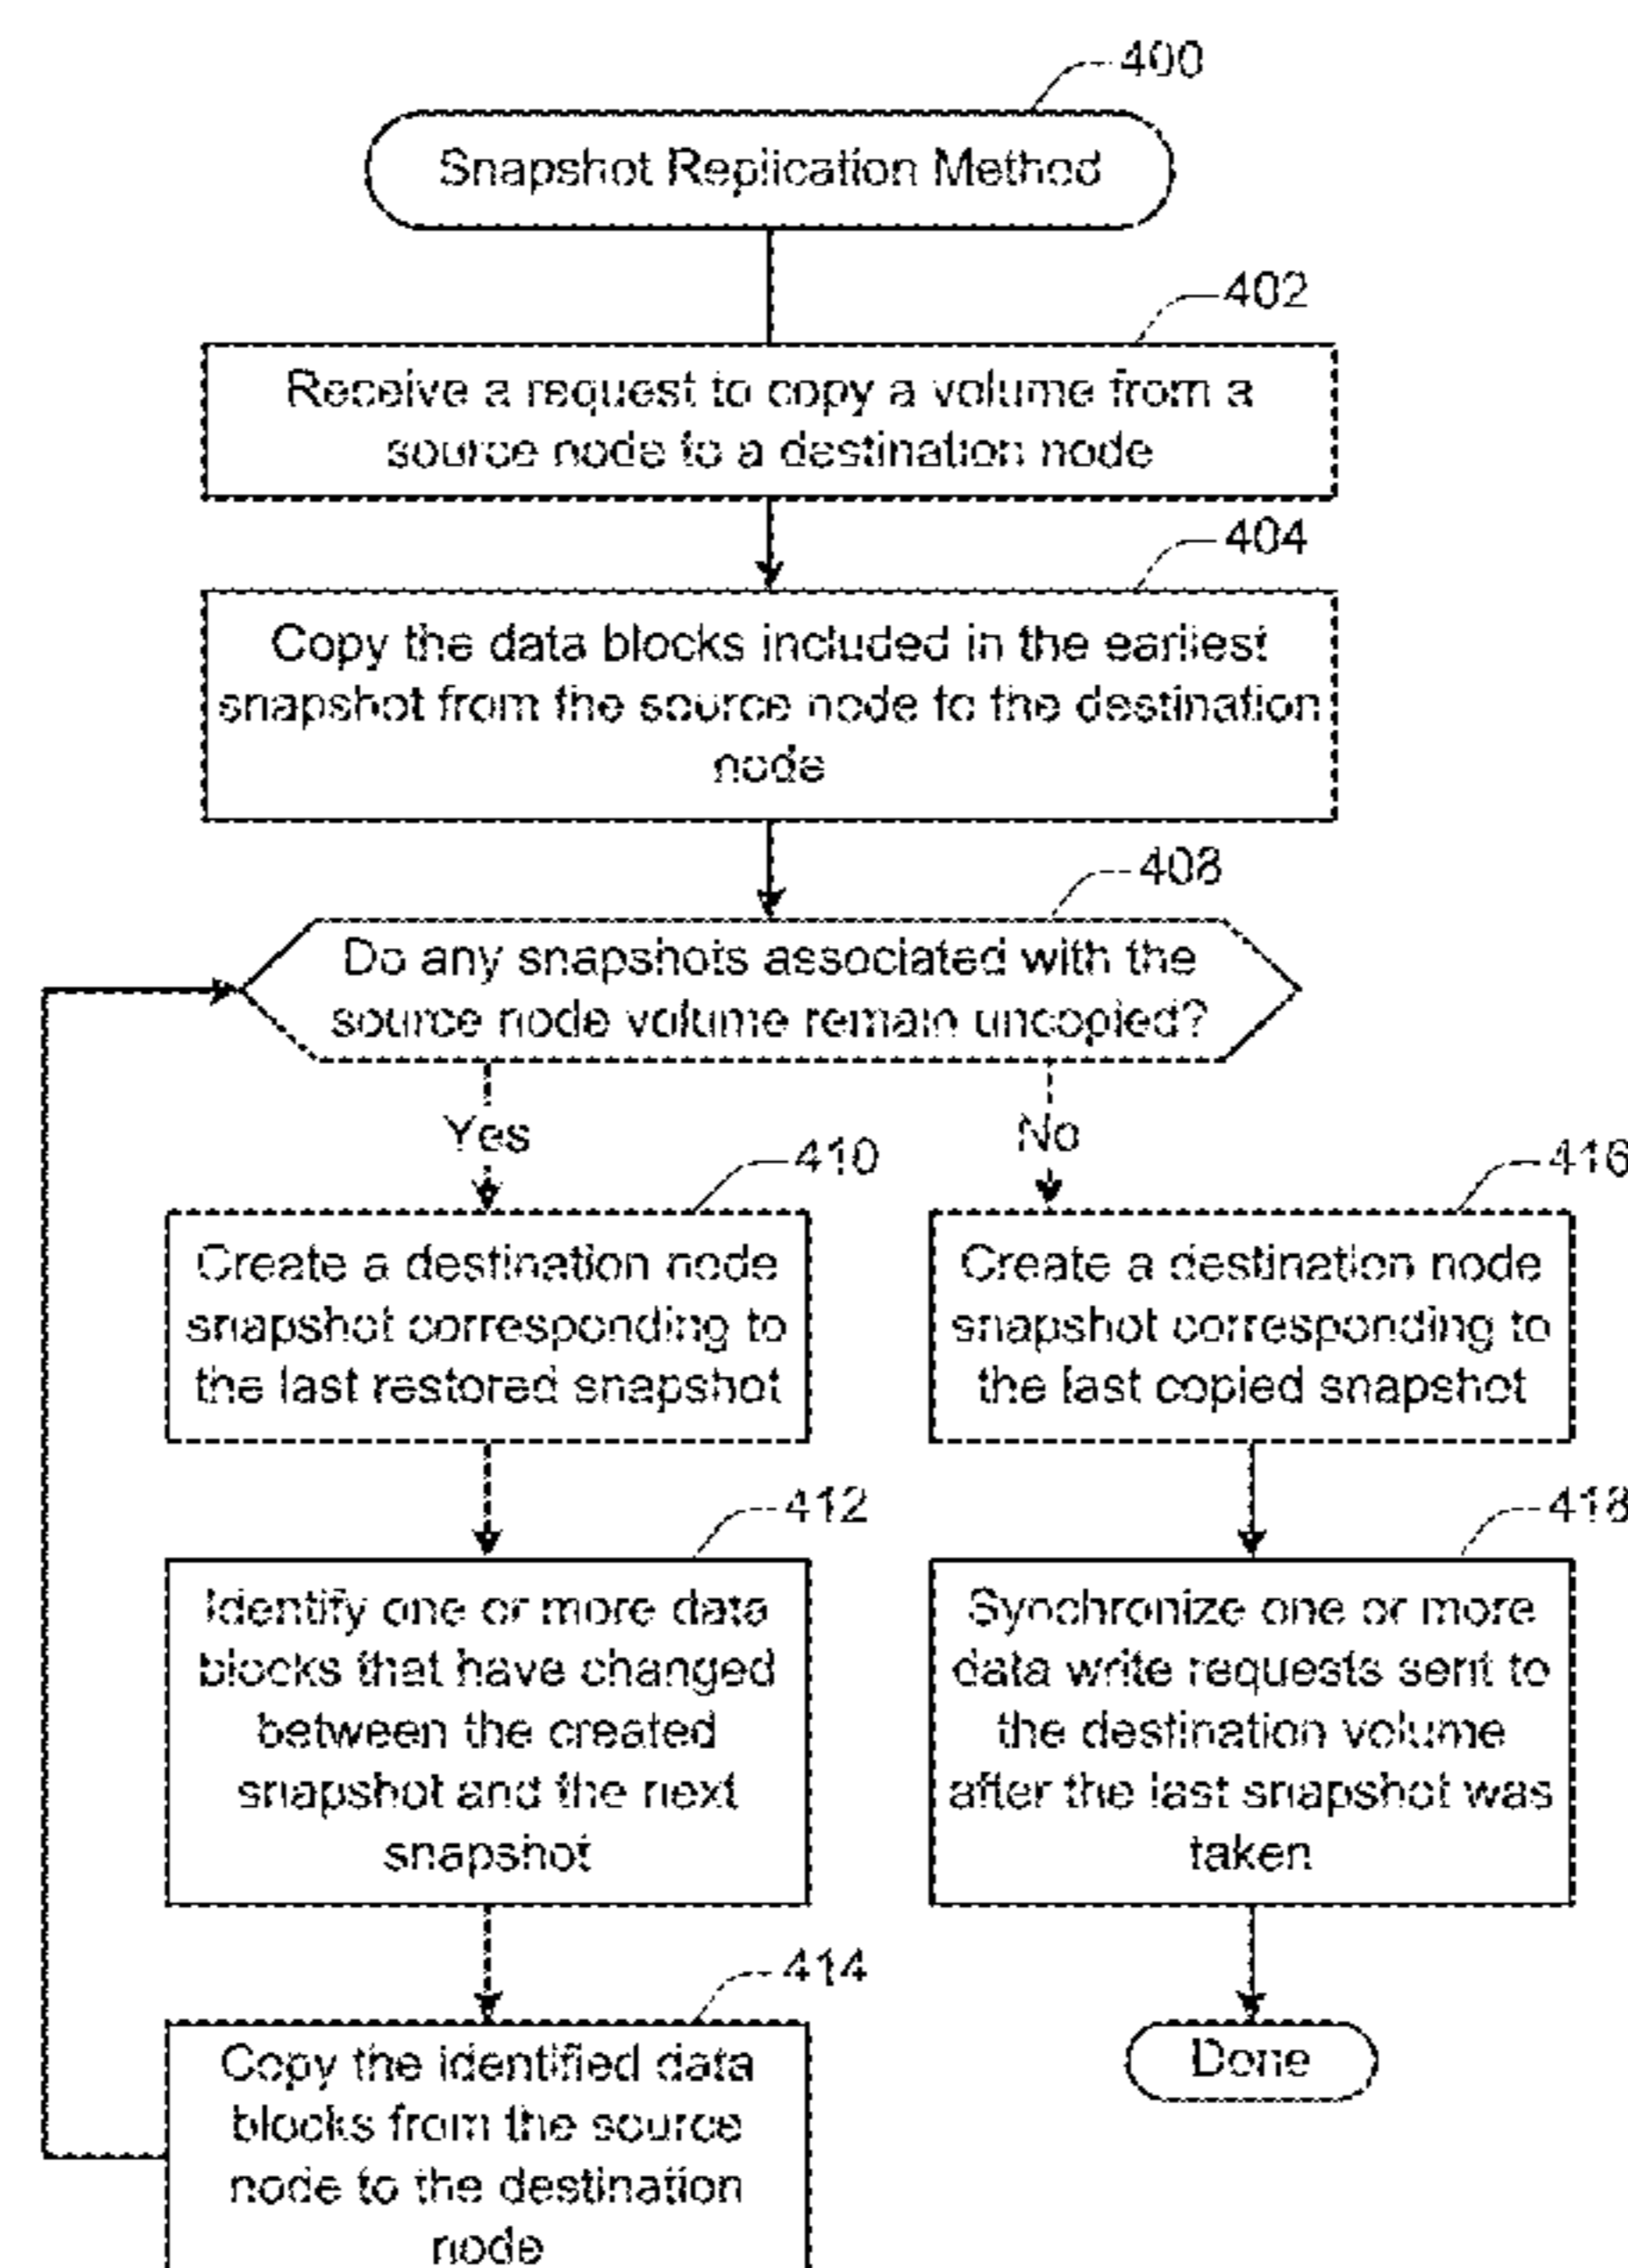 400
Snapshot Replication Method
402
Receive a request to copy a volume from a
source node to a destination node
404
Copy the data blocks included in the earliest
snapshot from the source node to the destination
node
408
Do any snapshots associated with the
source node volume remain uncopied?
Yes
No
410
Create a destination node
snapshot corresponding to
the last restored snapshot
412
Identify one or more data
blocks that have changed
between the created
snapshot and the next
snapshot
414
Copy the identified data
blocks from the source
node to the destination
node
416
Create a destination node
snapshot corresponding to
the last copied snapshot
418
Synchronize one or more
data write requests sent to
the destination volume
after the last snapshot was
taken
Done